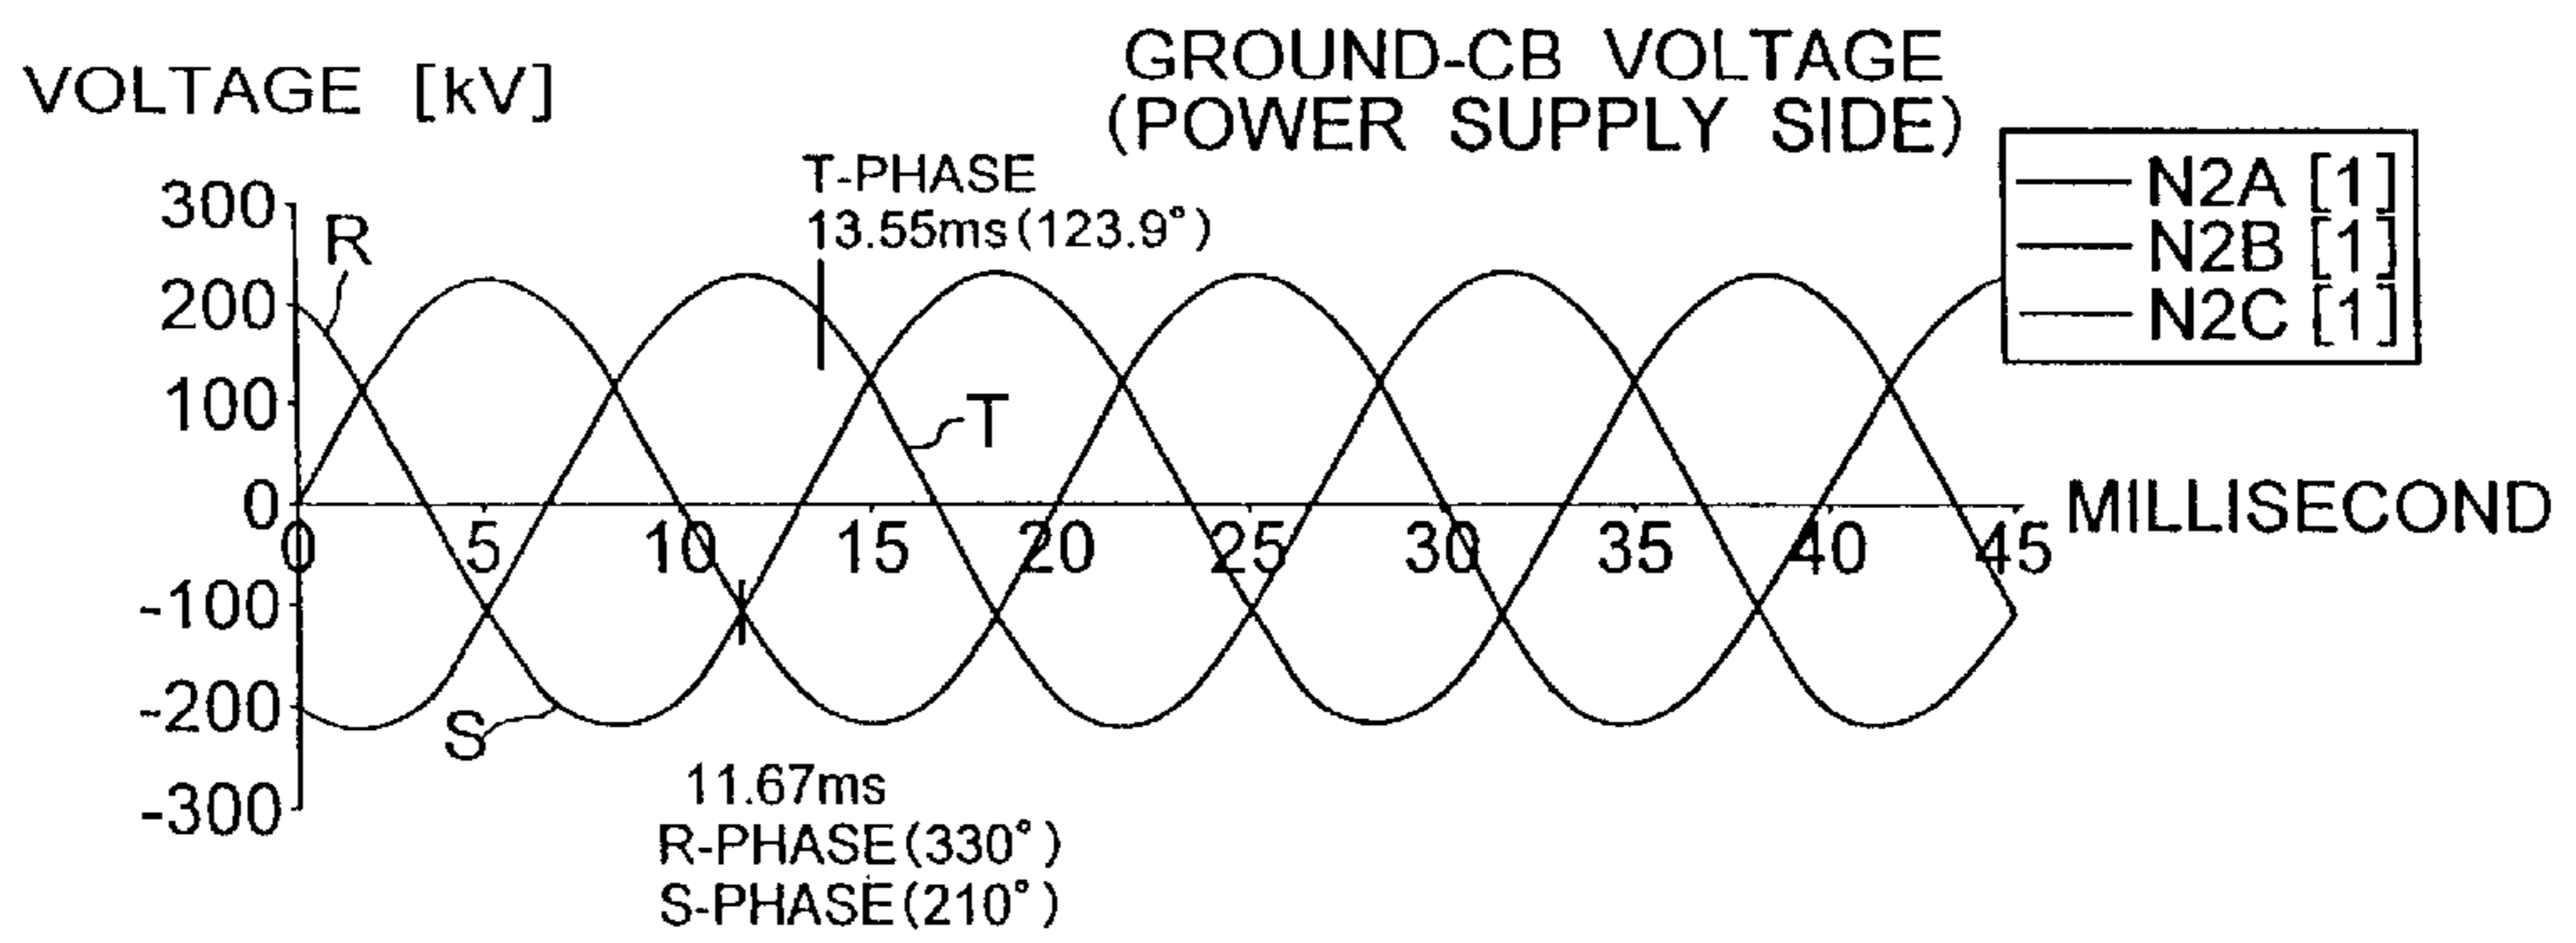 GROUND-CB VOLTAGE
(POWER SUPPLY SIDE)
VOLTAGE [kV]
N2A [1]
N2B [1]
N2C [1]
T-PHASE
13.55ms(123.9°)
300
200
100
0
-100
-200
-300
R
T
S
0 5 10 15 20 25 30 35 40 45
MILLISECOND
11.67ms
R-PHASE(330°)
S-PHASE(210°)